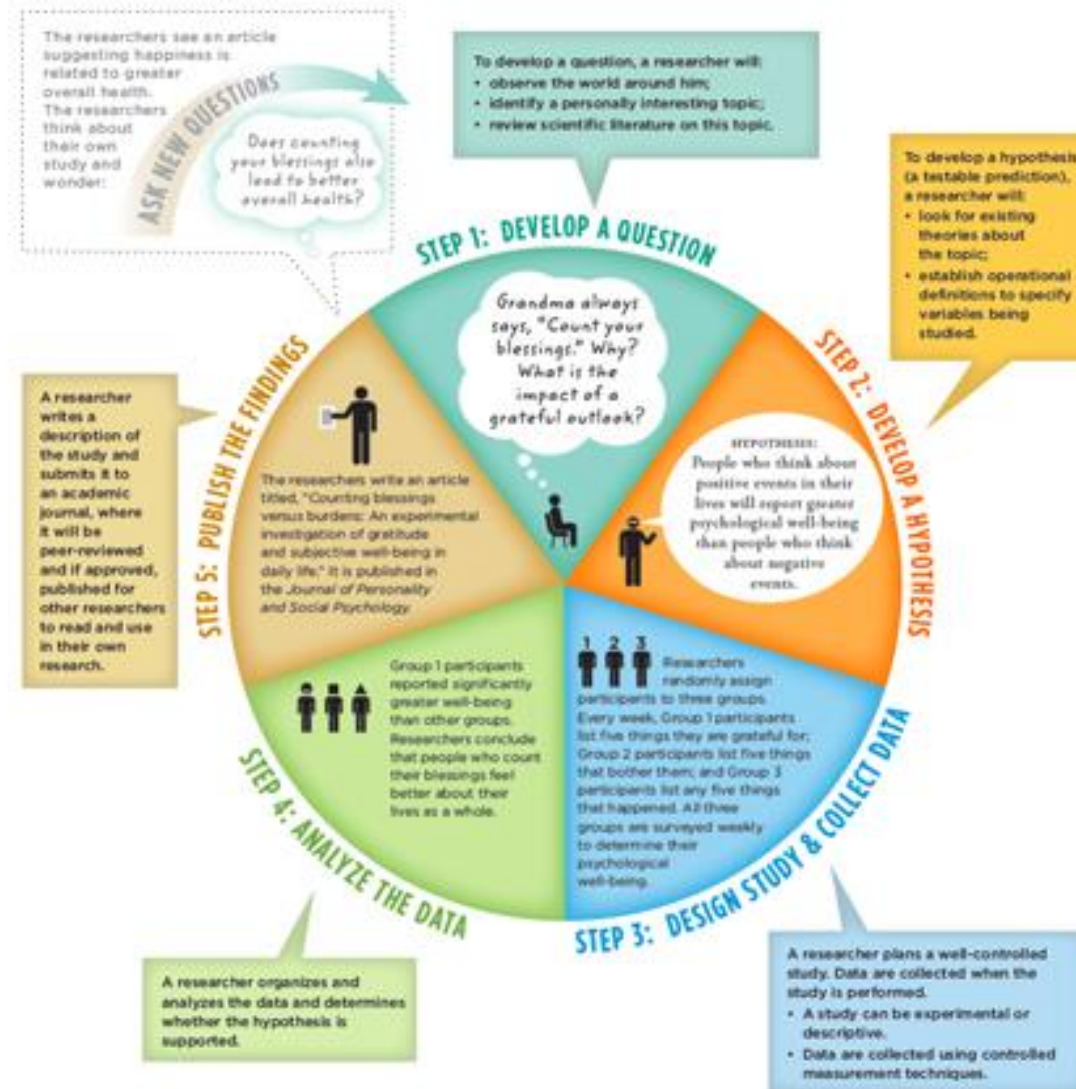 The researchers see an article
suggesting happiness is
related to greater
overall health.
The researchers
think about
their own
study and
wonder:
ASK NEW QUESTIONS
Does counting
your blessings also
lead to better
overall health?
To develop a question, a researcher will:
• observe the world around him;
• identify a personally interesting topic;
• review scientific literature on this topic.
STEP 1: DEVELOP A QUESTION
Grandma always
says, "Count your
blessings." Why?
What is the
impact of a
grateful outlook?
To develop a hypothesis
(a testable prediction),
a researcher will:
• look for existing
theories about
the topic;
• establish operational
definitions to specify
variables being
studied.
STEP 2: DEVELOP A HYPOTHESIS
HYPOTHESIS:
People who think about
positive events in their
lives will report greater
psychological well-being
than people who think
about negative
events.
1 2 3
Researchers
randomly assign
participants to three groups.
Every week, Group 1 participants
list five things they are grateful for;
Group 2 participants list five things
that bother them; and Group 3
participants list any five things
that happened. All three
groups are surveyed weekly
to determine their
psychological
well-being.
STEP 3: DESIGN STUDY & COLLECT DATA
A researcher plans a well-controlled
study. Data are collected when the
study is performed.
• A study can be experimental or
descriptive.
• Data are collected using controlled
measurement techniques.
Group 1 participants
reported significantly
greater well-being
than other groups.
Researchers conclude
that people who count
their blessings feel
better about their
lives as a whole.
STEP 4: ANALYZE THE DATA
A researcher organizes and
analyzes the data and determines
whether the hypothesis is
supported.
The researchers write an article
titled, "Counting blessings
versus burdens: An experimental
investigation of gratitude
and subjective well-being in
daily life." It is published in
the Journal of Personality
and Social Psychology.
STEP 5: PUBLISH THE FINDINGS
A researcher
writes a
description of
the study and
submits it to
an academic
journal, where
it will be
peer-reviewed
and if approved,
published for
other researchers
to read and use
in their own
research.